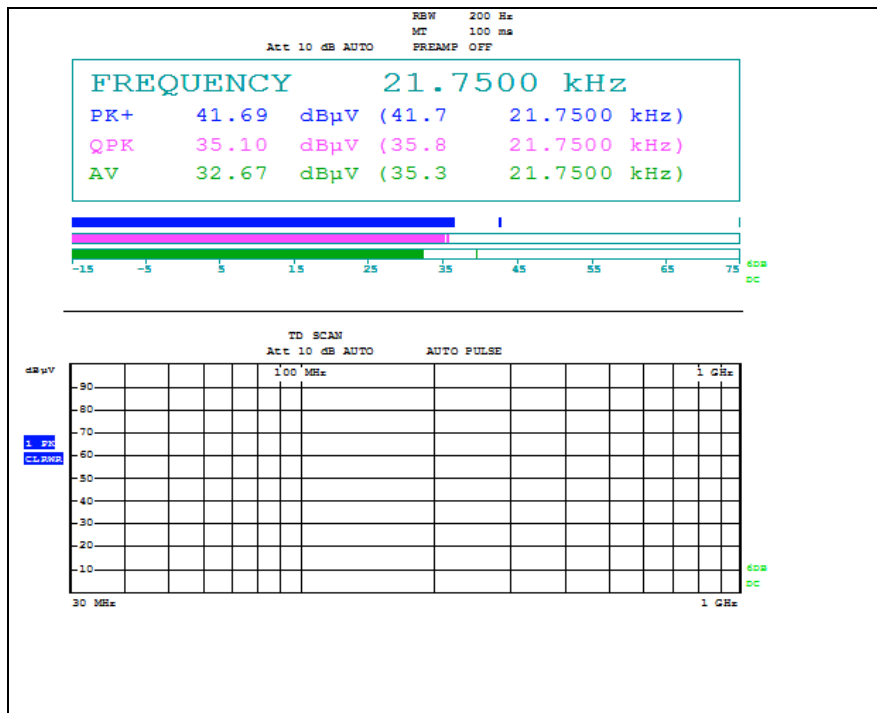 RBW 200 Hz
MT 100 ms
Att 10 dB AUTO PREAMP OFF
FREQUENCY 21.7500 kHz
PK+ 41.69 dBµV (41.7 21.7500 kHz)
QPK 35.10 dBµV (35.8 21.7500 kHz)
AV 32.67 dBµV (35.3 21.7500 kHz)
-15 -5 5 15 25 35 45 55 65 75
6DB
DC
TD SCAN
Att 10 dB AUTO AUTO PULSE
dBµV
100 MHz 1 GHz
90
80
70
1 PK
CLRWR
60
50
40
30
20
10
6DB
DC
30 MHz 1 GHz